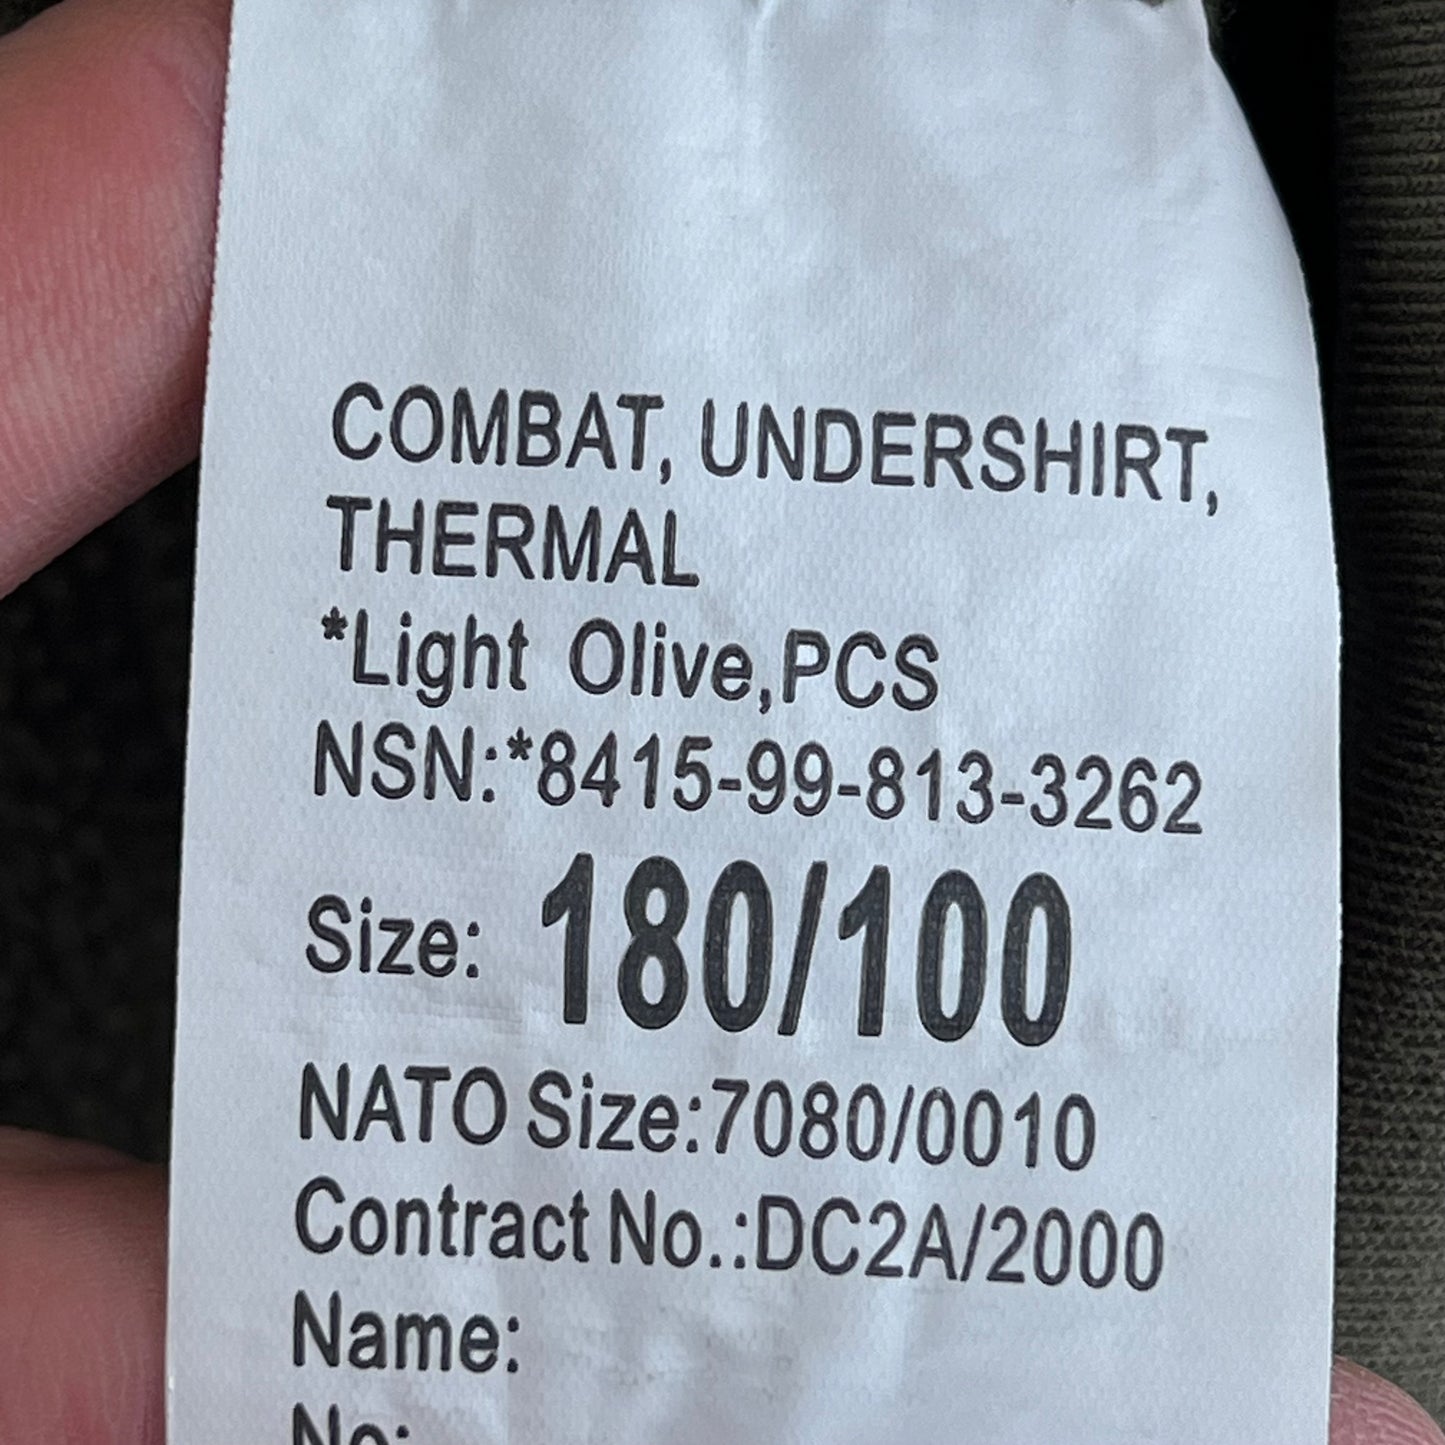 COMBAT, UNDERSHIRT,
THERMAL
*Light Olive,PCS
NSN:*8415-99-813-3262
Size: 180/100
NATO Size:7080/0010
Contract No.:DC2A/2000
Name:
No: